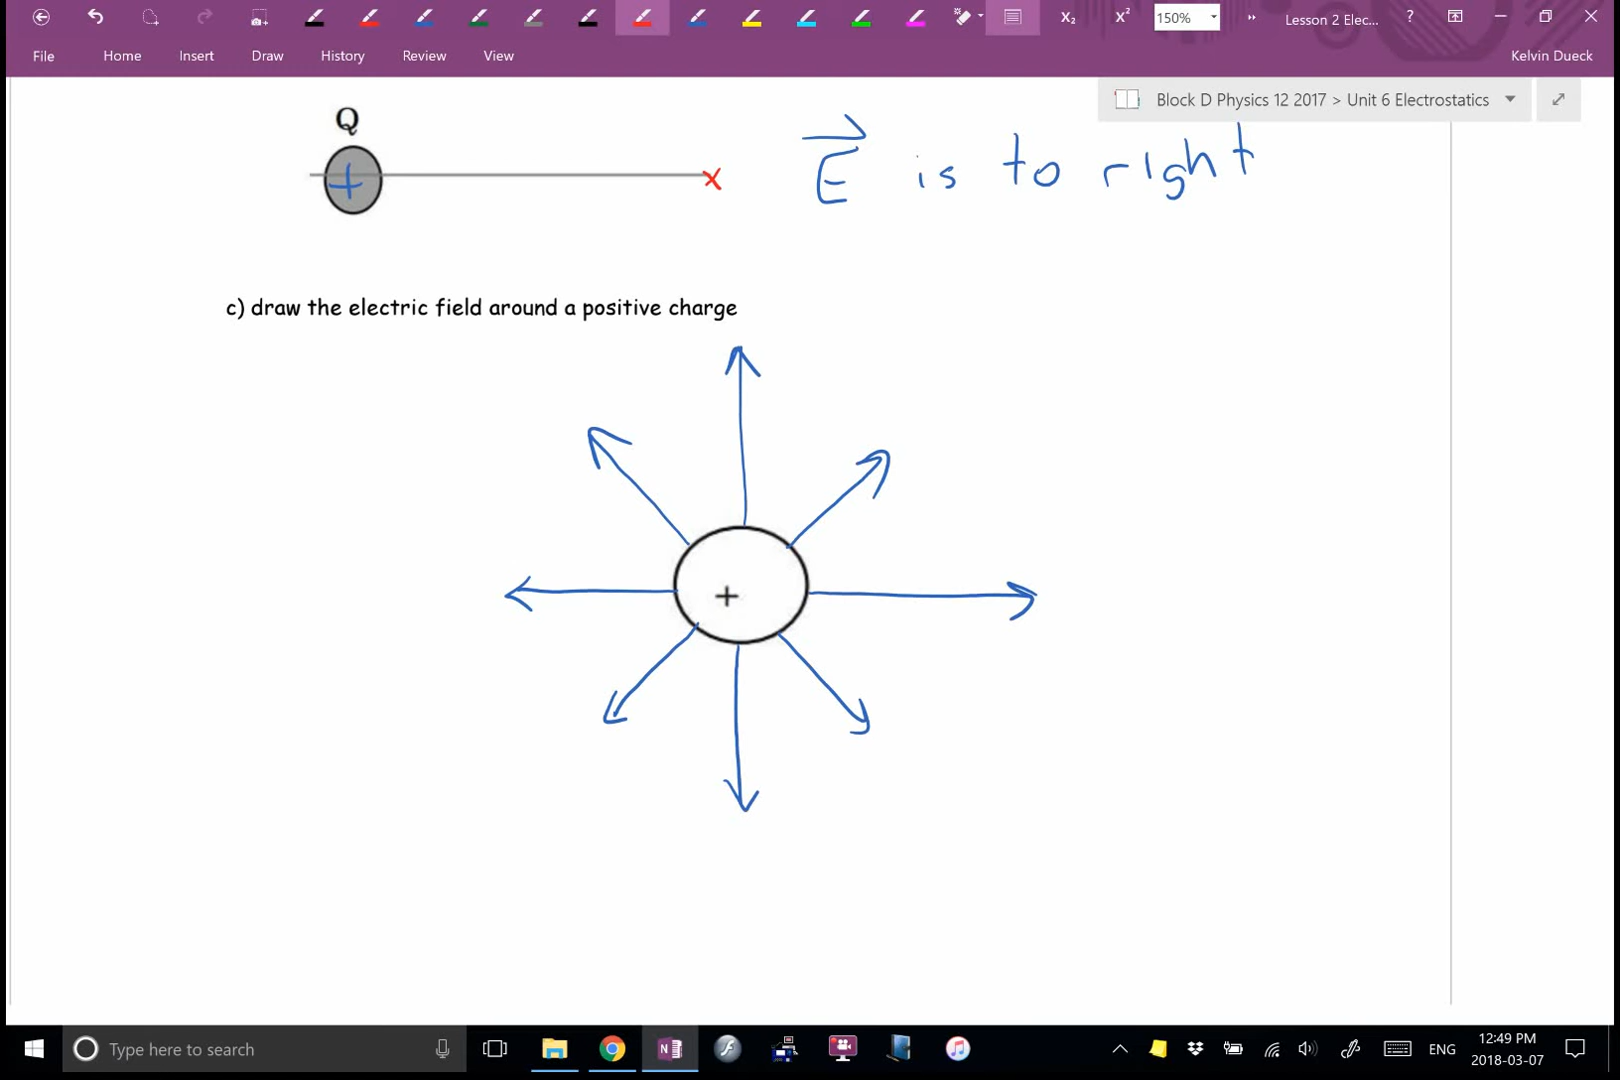 150%
Lesson 2 Elec...
?
File Home Insert Draw History Review View
Kelvin Dueck
Block D Physics 12 2017 > Unit 6 Electrostatics
Q
+
x
E is to right
c) draw the electric field around a positive charge
+
Type here to search
ENG
12:49 PM
2018-03-07